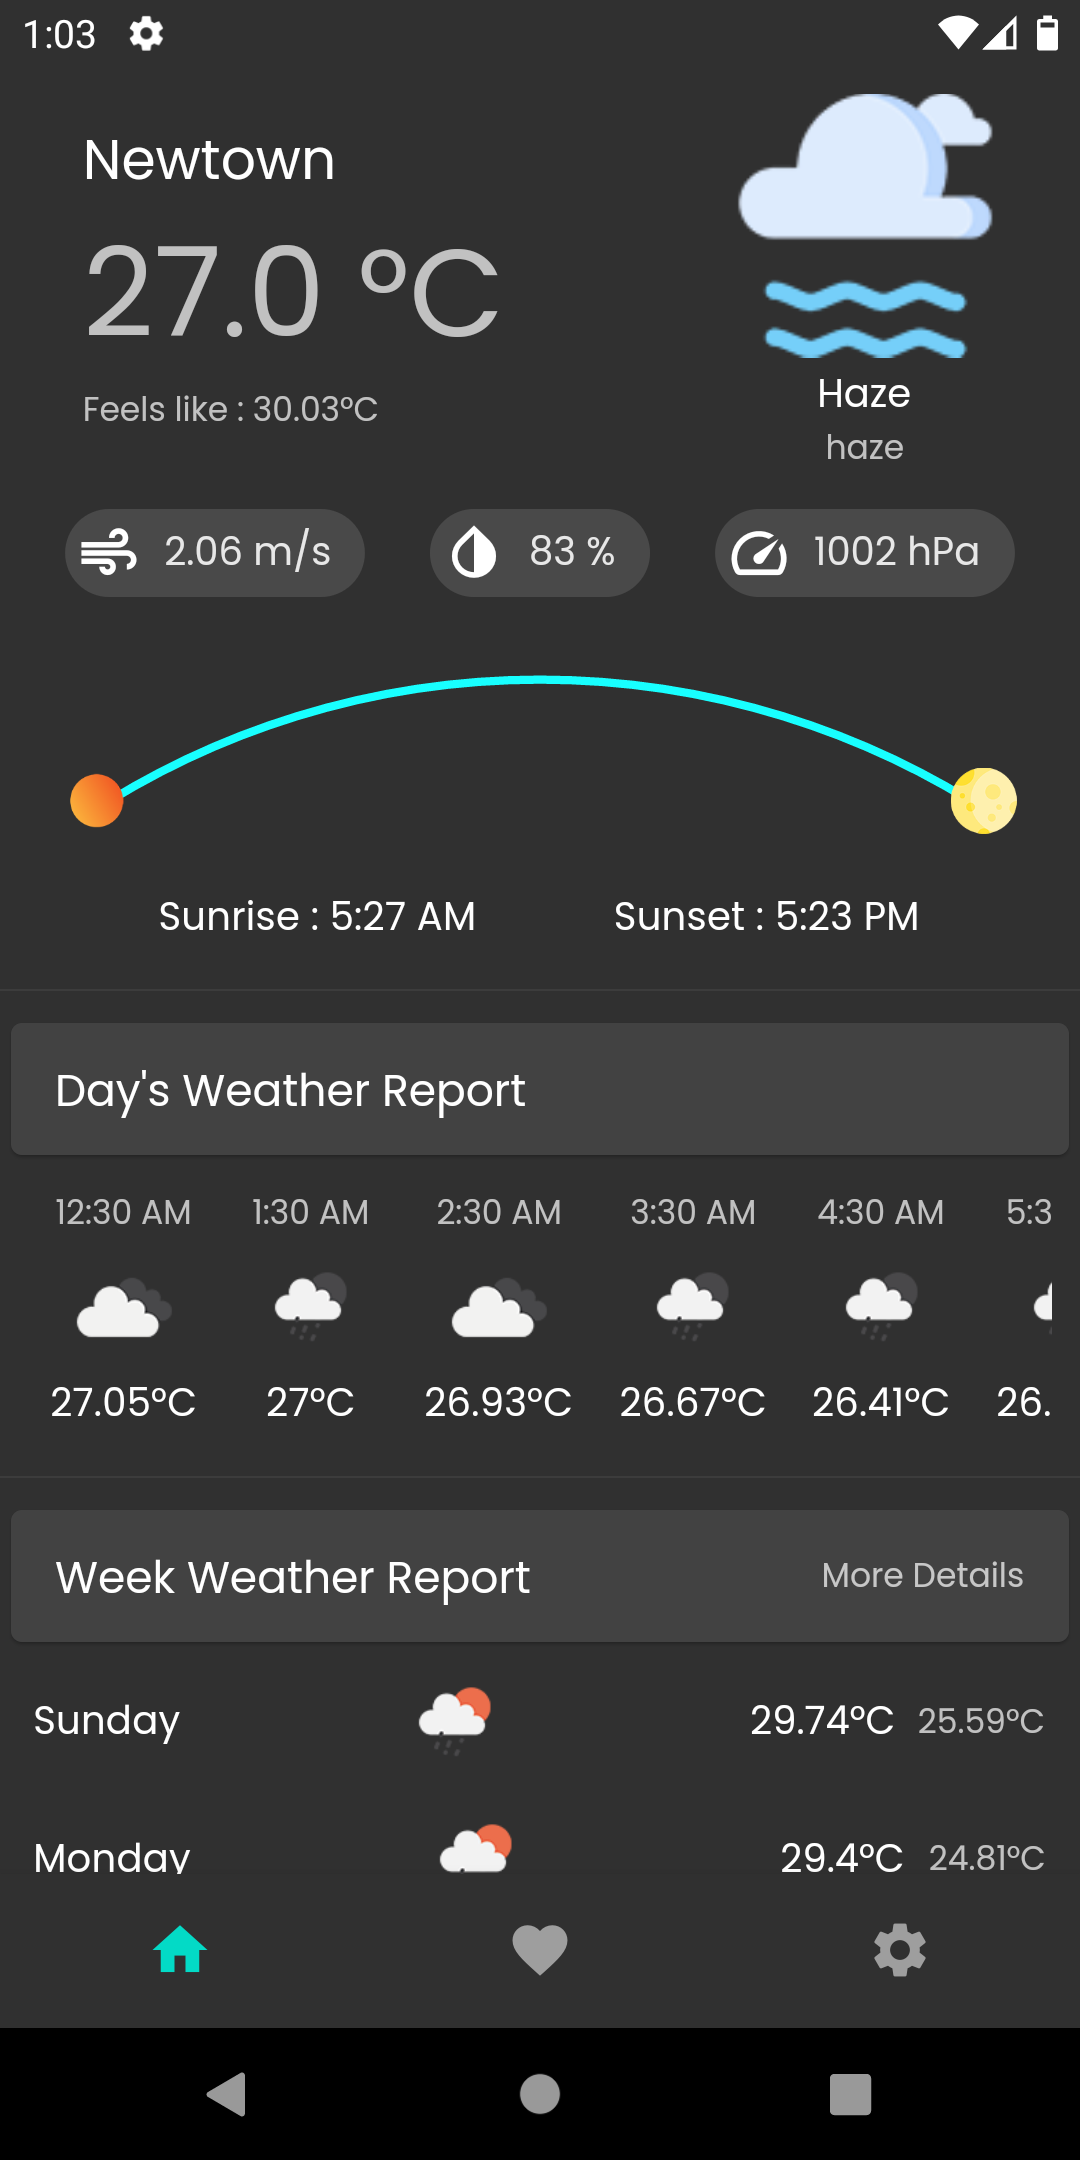 1:03
Newtown
27.0 °C
Feels like : 30.03°C
Haze
haze
2.06 m/s
83 %
1002 hPa
Sunrise : 5:27 AM
Sunset : 5:23 PM
Day's Weather Report
12:30 AM 1:30 AM 2:30 AM 3:30 AM 4:30 AM 5:3
27.05°C 27°C 26.93°C 26.67°C 26.41°C 26.
Week Weather Report
More Details
Sunday 29.74°C 25.59°C
Monday 29.4°C 24.81°C